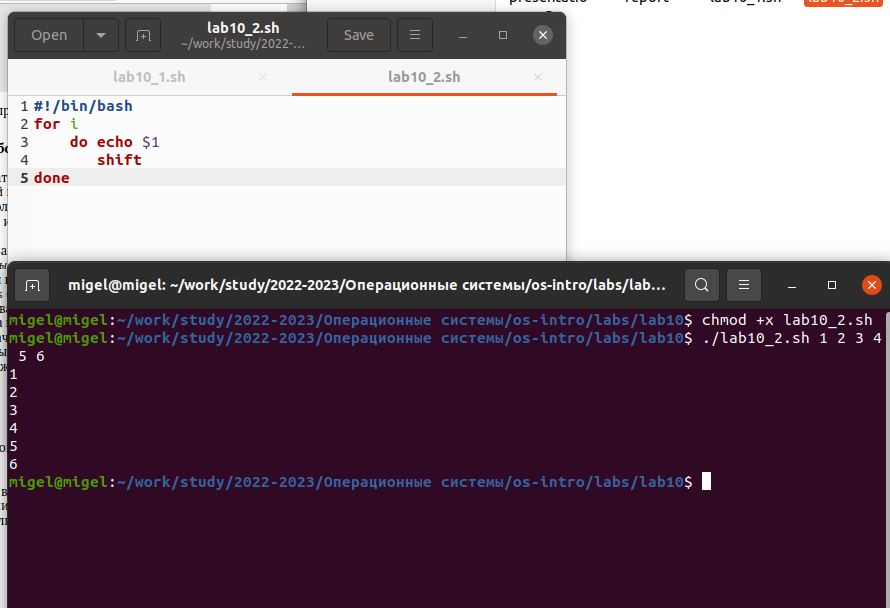 lab10_2.sh
Open
lab10_2.sh
~/work/study/2022-...
Save
lab10_1.sh
lab10_2.sh
1 #!/bin/bash
2 for i
3     do echo $1
4        shift
5 done
migel@migel: ~/work/study/2022-2023/Операционные системы/os-intro/labs/lab...
migel@migel:~/work/study/2022-2023/Операционные системы/os-intro/labs/lab10$ chmod +x lab10_2.sh
migel@migel:~/work/study/2022-2023/Операционные системы/os-intro/labs/lab10$ ./lab10_2.sh 1 2 3 4
 5 6
1
2
3
4
5
6
migel@migel:~/work/study/2022-2023/Операционные системы/os-intro/labs/lab10$